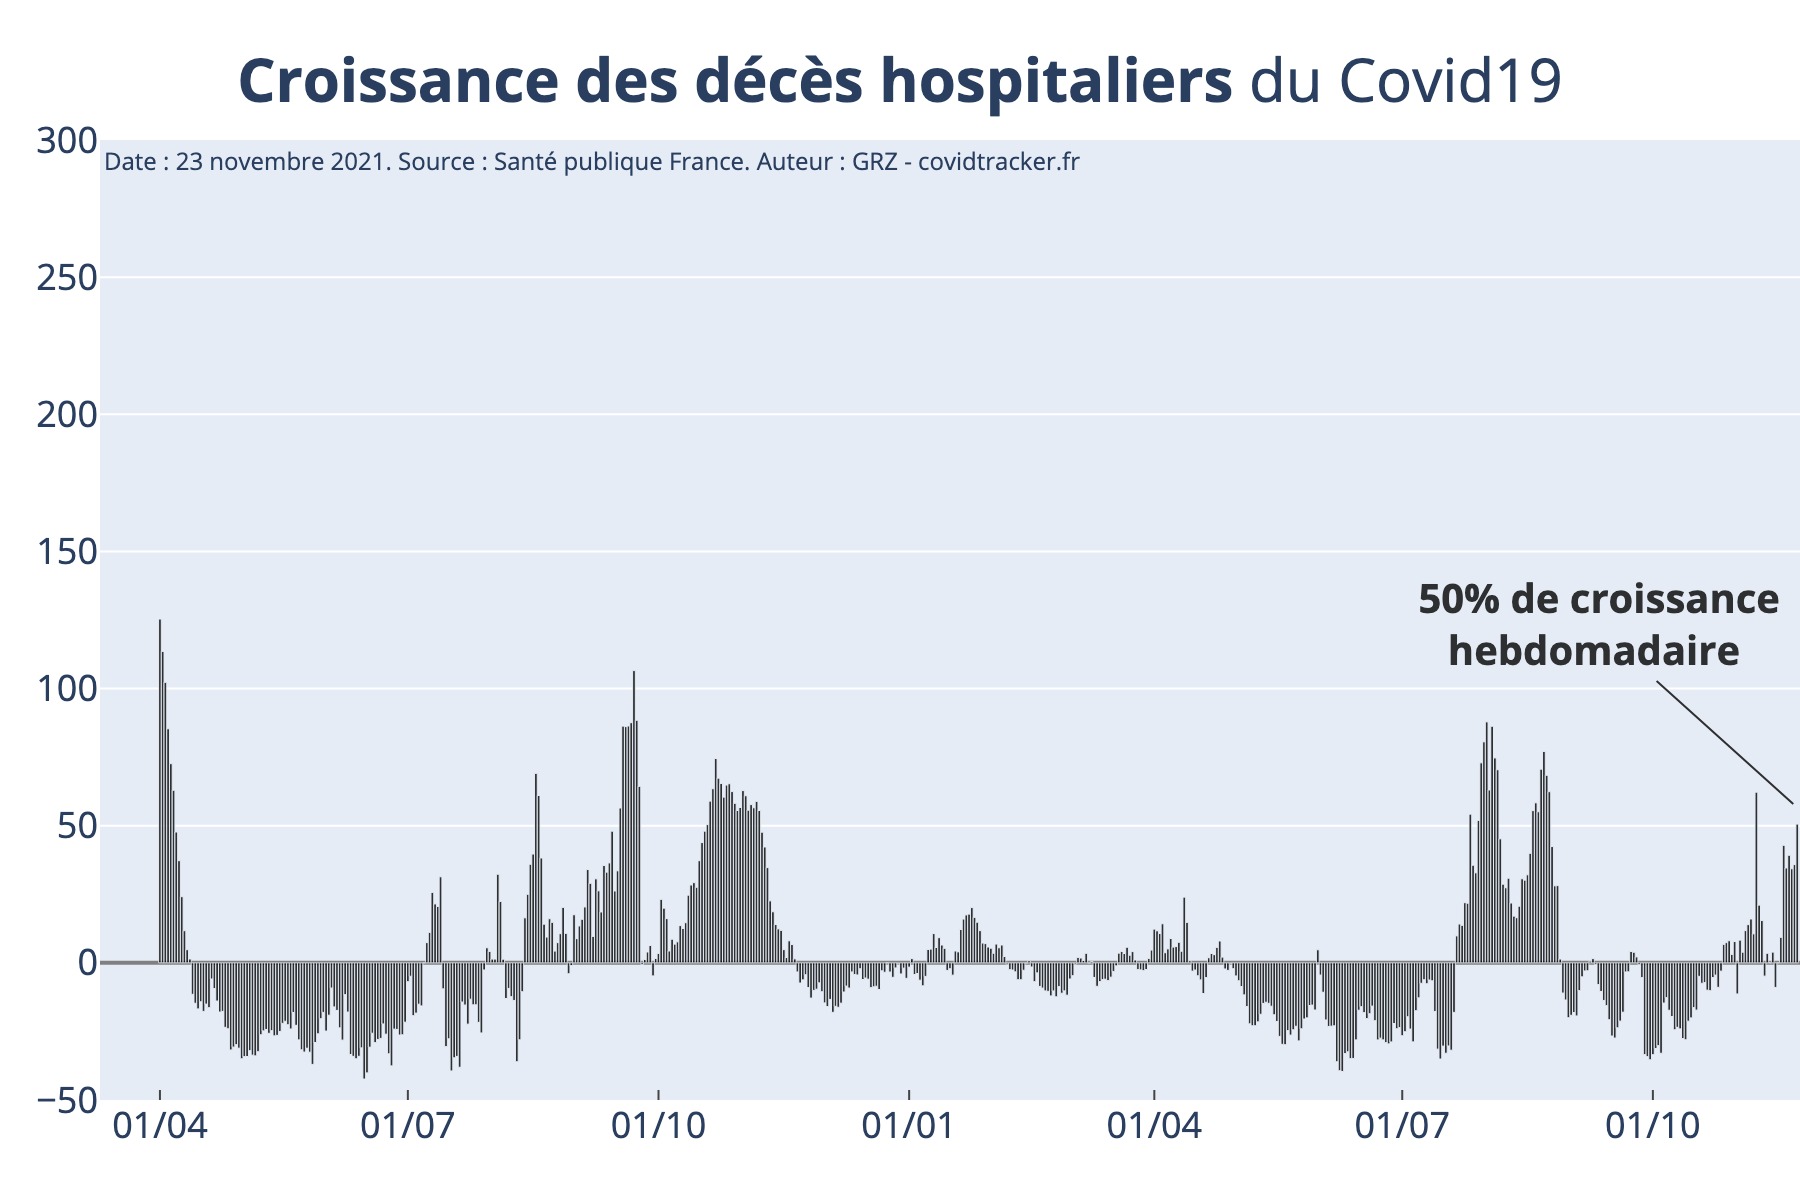 Croissance des décès hospitaliers du Covid19
300
Date : 23 novembre 2021. Source : Santé publique France. Auteur : GRZ - covidtracker.fr
250
200
150
50% de croissance
hebdomadaire
100
50
0
−50
01/04 01/07 01/10 01/01 01/04 01/07 01/10